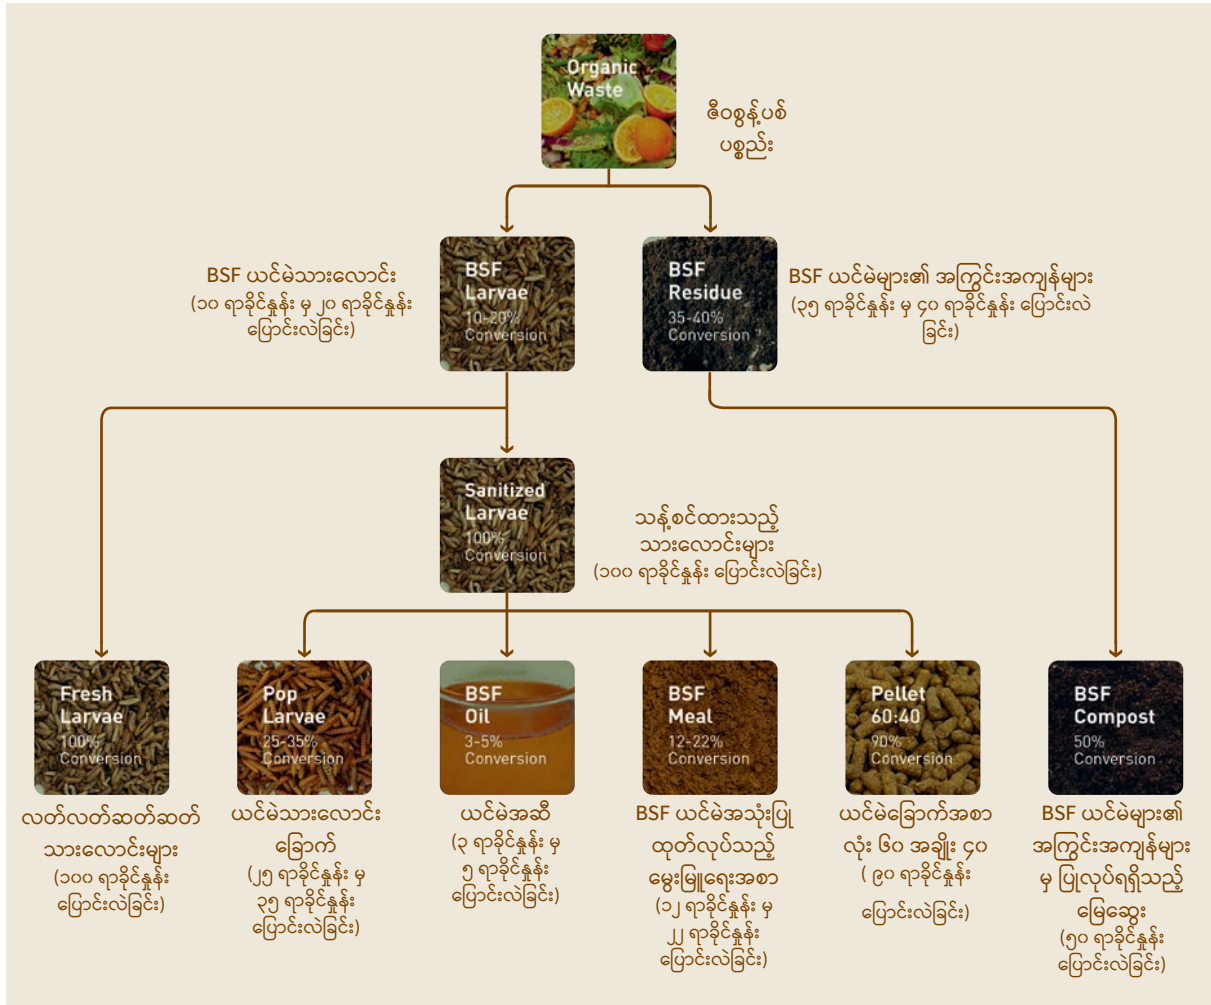 Organic
Waste
ဇီဝစွန့်ပစ်
ပစ္စည်း
BSF ယင်မဲသားလောင်း
(၁၀ ရာခိုင်နှုန်း မှ ၂၀ ရာခိုင်နှုန်း
ပြောင်းလဲခြင်း)
BSF
Larvae
10-20%
Conversion
BSF
Residue
35-40%
Conversion
BSF ယင်မဲများ၏ အကြွင်းအကျန်များ
(၃၅ ရာခိုင်နှုန်း မှ ၄၀ ရာခိုင်နှုန်း ပြောင်းလဲ
ခြင်း)
Sanitized
Larvae
100%
Conversion
သန့်စင်ထားသည့်
သားလောင်းများ
(၁၀၀ ရာခိုင်နှုန်း ပြောင်းလဲခြင်း)
Fresh
Larvae
100%
Conversion
လတ်လတ်ဆတ်ဆတ်
သားလောင်းများ
(၁၀၀ ရာခိုင်နှုန်း
ပြောင်းလဲခြင်း)
Pop
Larvae
25-35%
Conversion
ယင်မဲသားလောင်း
ခြောက်
(၂၅ ရာခိုင်နှုန်း မှ
၃၅ ရာခိုင်နှုန်း
ပြောင်းလဲခြင်း)
BSF
Oil
3-5%
Conversion
ယင်မဲအဆီ
(၃ ရာခိုင်နှုန်း မှ
၅ ရာခိုင်နှုန်း
ပြောင်းလဲခြင်း)
BSF
Meal
12-22%
Conversion
BSF ယင်မဲအသုံးပြု
ထုတ်လုပ်သည့်
မွေးမြူရေးအစာ
(၁၂ ရာခိုင်နှုန်း မှ
၂၂ ရာခိုင်နှုန်း
ပြောင်းလဲခြင်း)
Pellet
60:40
90%
Conversion
ယင်မဲခြောက်အစာ
လုံး ၆၀ အချိုး ၄၀
( ၉၀ ရာခိုင်နှုန်း
ပြောင်းလဲခြင်း)
BSF
Compost
50%
Conversion
BSF ယင်မဲများ၏
အကြွင်းအကျန်များ
မှ ပြုလုပ်ရရှိသည့်
မြေဆွေး
(၅၀ ရာခိုင်နှုန်း
ပြောင်းလဲခြင်း)